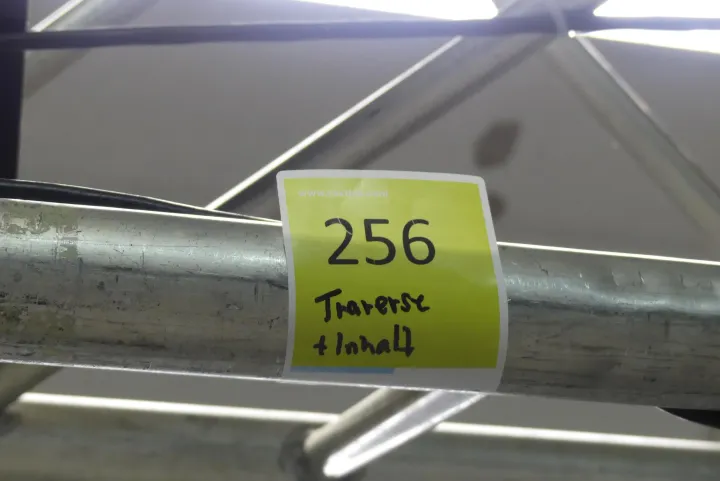 256
Traverse
+ Inhalt